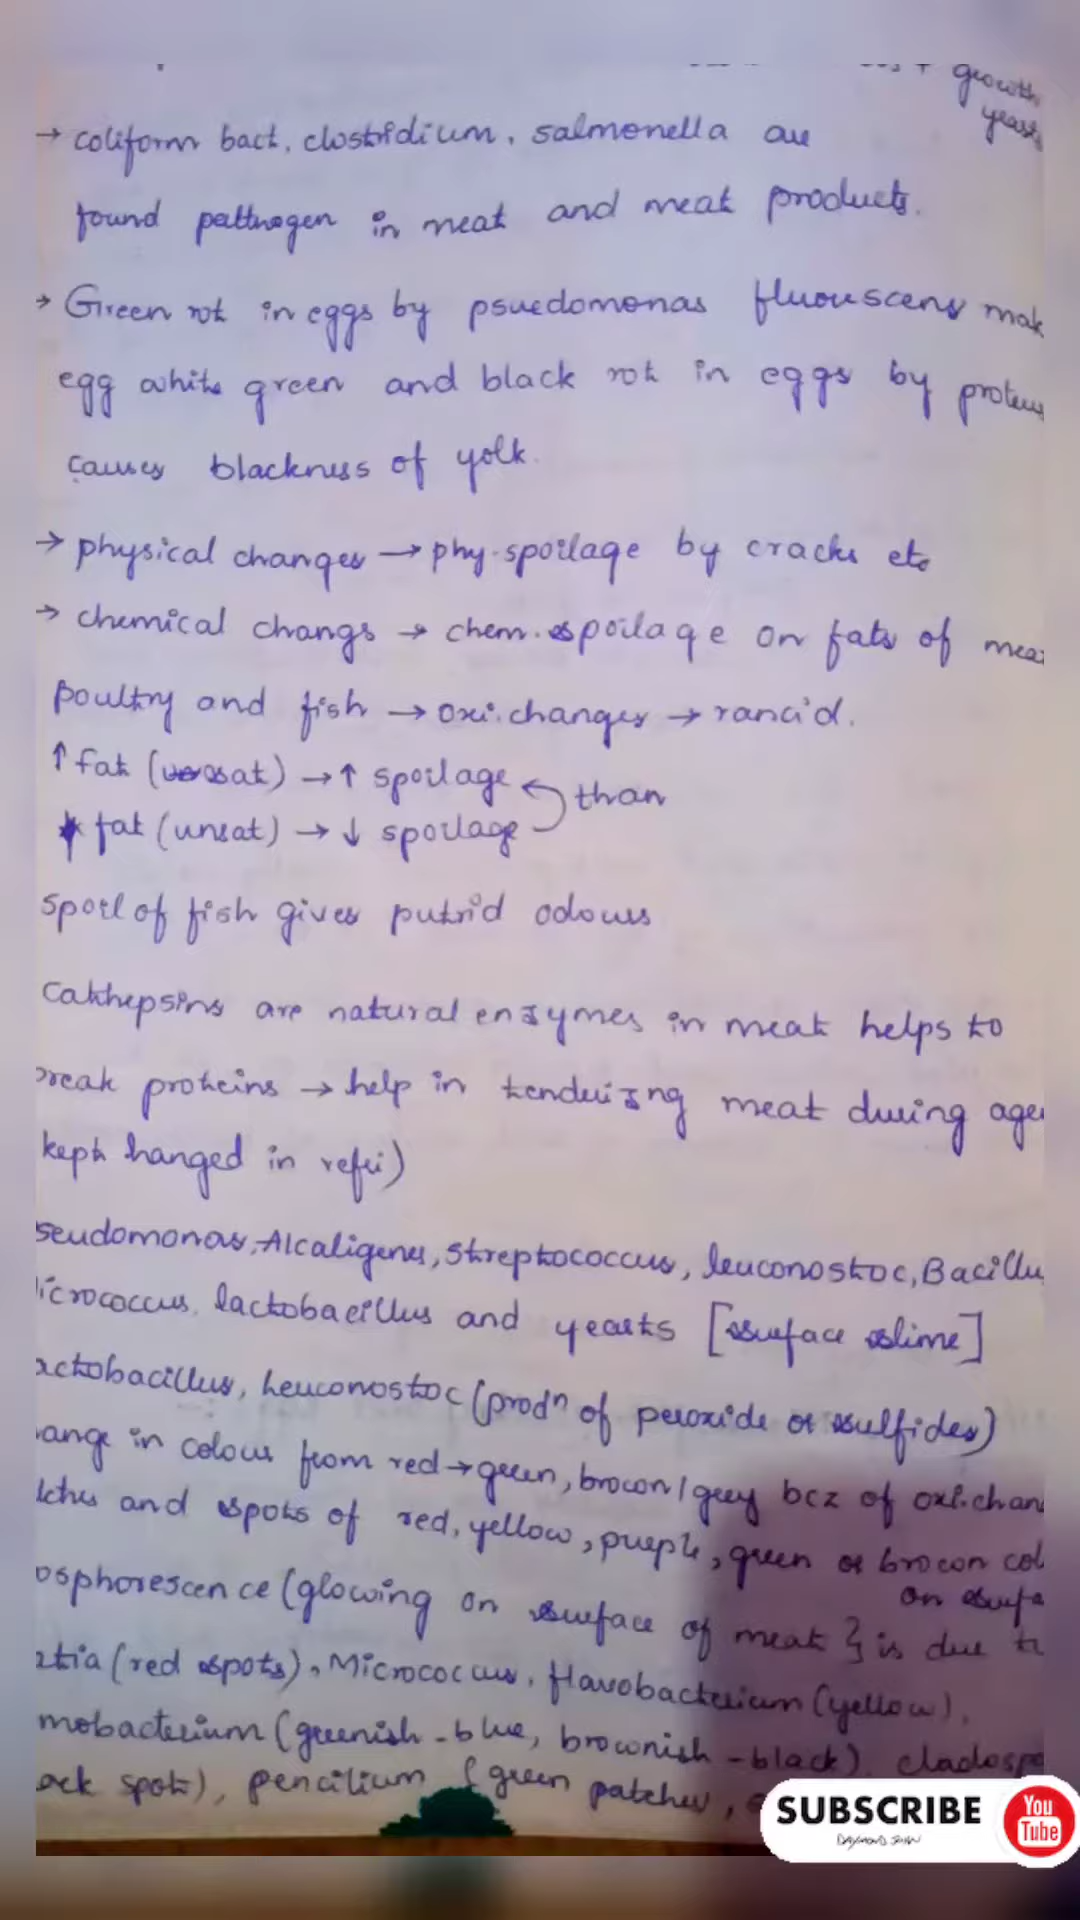 growth
yeasts
→ coliform bact, clostridium, salmonella are
found pathogen in meat and meat products.
→ Green rot in eggs by psuedomonas fluorescens mak
egg white green and black rot in eggs by proteus
causes blackness of yolk.
→ physical changes → phy. spoilage by cracks etc
→ chemical changs → chem. spoilage on fats of mea
poultry and fish → oxi. changes → rancid.
↑ fat (sat) → ↑ spoilage
than
fat (unsat) → ↓ spoilage
spoil of fish gives putrid odours
cathepsins are natural enzymes in meat helps to
break proteins → help in tenderizing meat during age
kept hanged in refri)
seudomonas, Alcaligenes, streptococcus, leuconostoc, Bacillu
icrococcus, lactobacillus and yeasts [surface slime]
actobacillus, leuconostoc (prodn of peroxide or sulfides)
ange in colour from red → green, brown / grey bcz of oxi. chan
tches and spots of red, yellow, purple, green or brown col
on surfa
osphorescence (glowing on surface of meat } is due to
atia (red spots), Micrococcus, flavobacterium (yellow),
mobacterium (greenish - blue, brownish - black), cladospo
ack spots), pencilium (green patches,
SUBSCRIBE
You
Tube